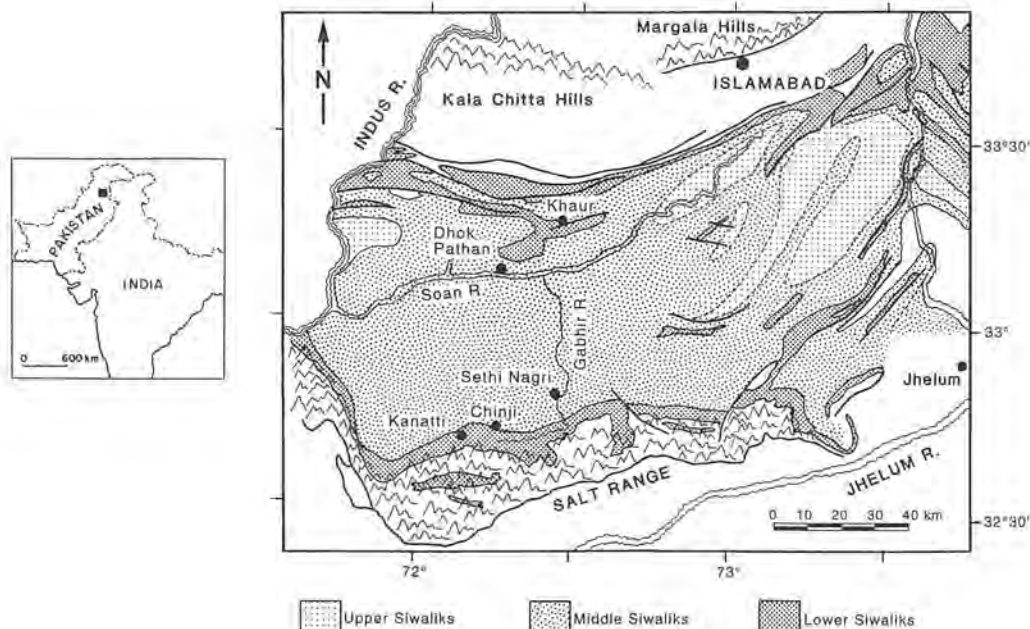 Margala Hills
N
ISLAMABAD
INDUS R.
Kala Chitta Hills
33°30'
PAKISTAN
INDIA
0 600 km
Khaur
Dhok
Pathan
Soan R.
Gabhir R
33°
Sethi Nagri
Jhelum
Kanatti
Chinji
SALT RANGE
JHELUM R.
0 10 20 30 40 km
32°30'
72°
73°
Upper Siwaliks
Middle Siwaliks
Lower Siwaliks